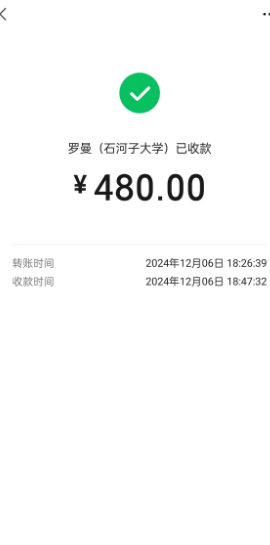 罗曼（石河子大学）已收款
¥480.00
转账时间 2024年12月06日 18:26:39
收款时间 2024年12月06日 18:47:32